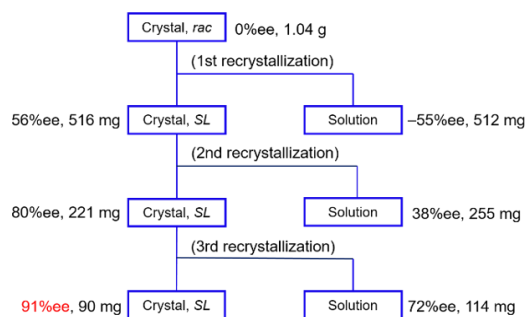 Crystal, rac 0%ee, 1.04 g
(1st recrystallization)
56%ee, 516 mg Crystal, SL Solution –55%ee, 512 mg
(2nd recrystallization)
80%ee, 221 mg Crystal, SL Solution 38%ee, 255 mg
(3rd recrystallization)
91%ee, 90 mg Crystal, SL Solution 72%ee, 114 mg